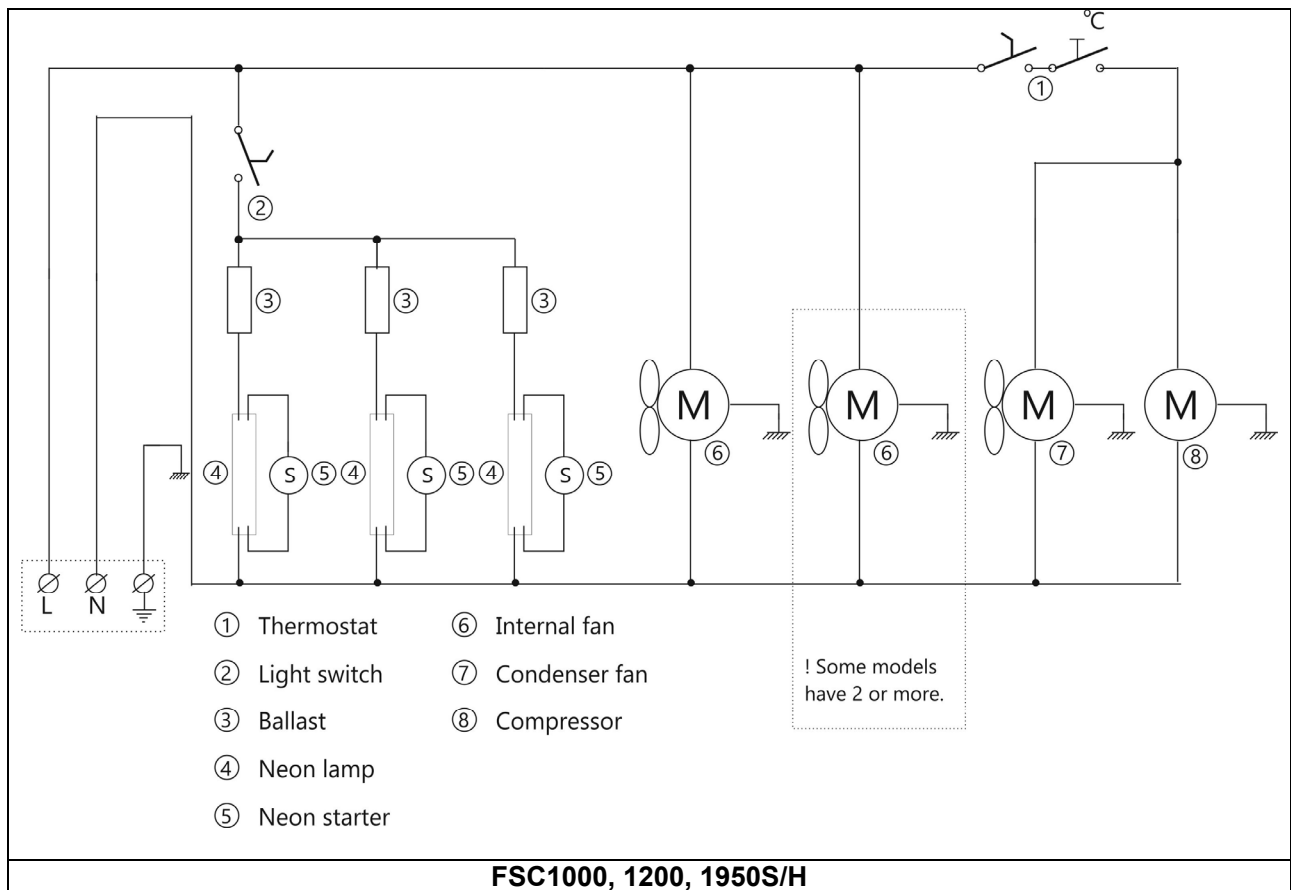 °C
①
②
③ ③ ③
M M M M
⑥ ⑥ ⑦ ⑧
④ S ⑤ ④ S ⑤ ④ S ⑤
L N
① Thermostat
② Light switch
③ Ballast
④ Neon lamp
⑤ Neon starter
⑥ Internal fan
⑦ Condenser fan
⑧ Compressor
! Some models
have 2 or more.
FSC1000, 1200, 1950S/H